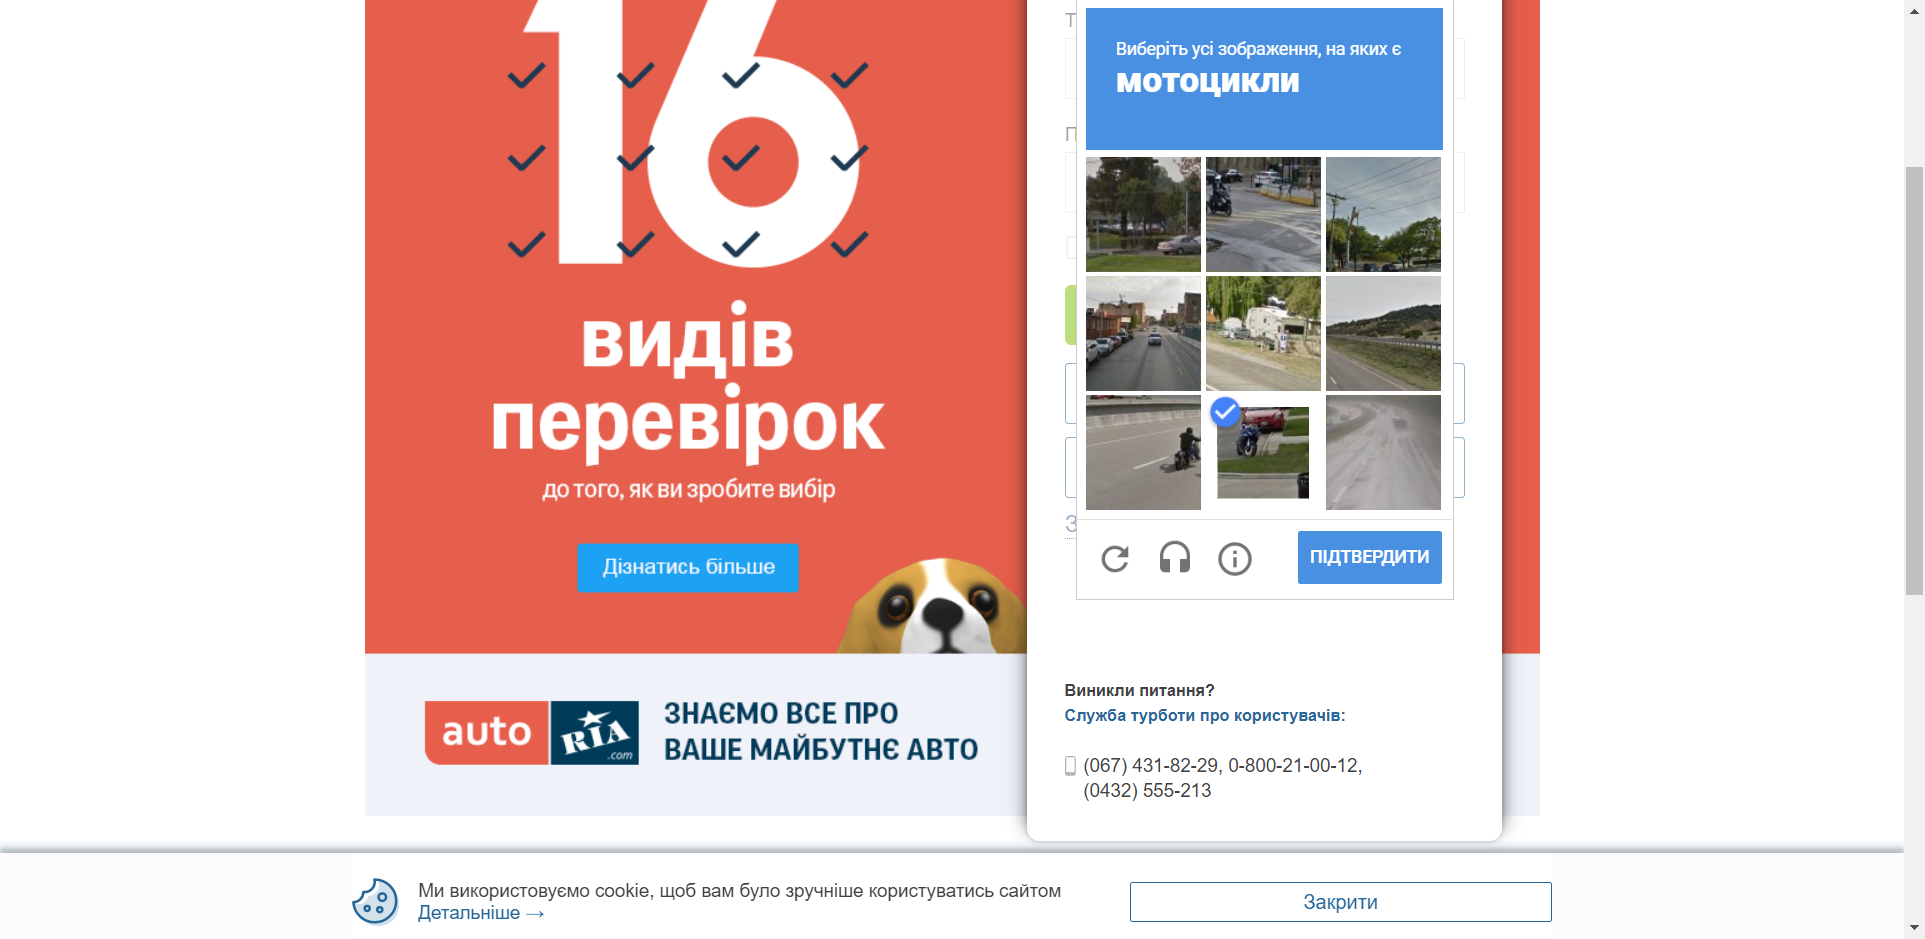 16
видів
перевірок
до того, як ви зробите вибір
Дізнатись більше
auto RIA.com
ЗНАЄМО ВСЕ ПРО
ВАШЕ МАЙБУТНЄ АВТО
Т
П
З
Виберіть усі зображення, на яких є
мотоцикли
ПІДТВЕРДИТИ
Виникли питання?
Служба турботи про користувачів:
(067) 431-82-29, 0-800-21-00-12,
(0432) 555-213
Ми використовуємо cookie, щоб вам було зручніше користуватись сайтом
Детальніше →
Закрити